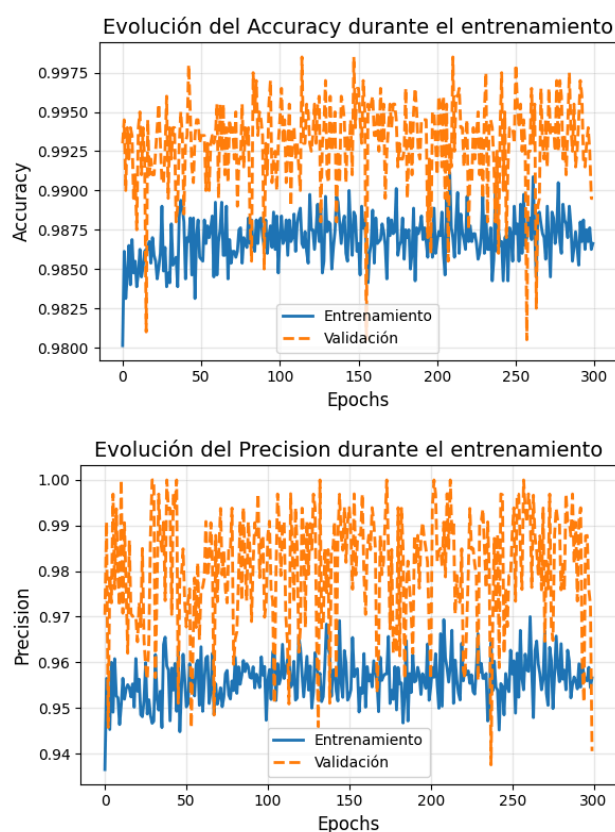 Evolución del Accuracy durante el entrenamiento
0.9975
0.9950
0.9925
0.9900
0.9875
0.9850
0.9825
0.9800
Accuracy
Entrenamiento
Validación
0 50 100 150 200 250 300
Epochs
Evolución del Precision durante el entrenamiento
1.00
0.99
0.98
0.97
0.96
0.95
0.94
Precision
Entrenamiento
Validación
0 50 100 150 200 250 300
Epochs